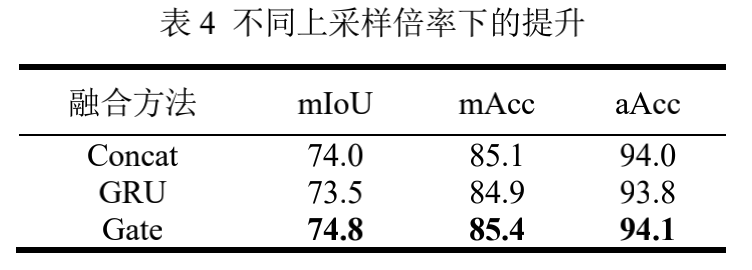 表 4 不同上采样倍率下的提升
融合方法 mIoU mAcc aAcc
Concat 74.0 85.1 94.0
GRU 73.5 84.9 93.8
Gate 74.8 85.4 94.1